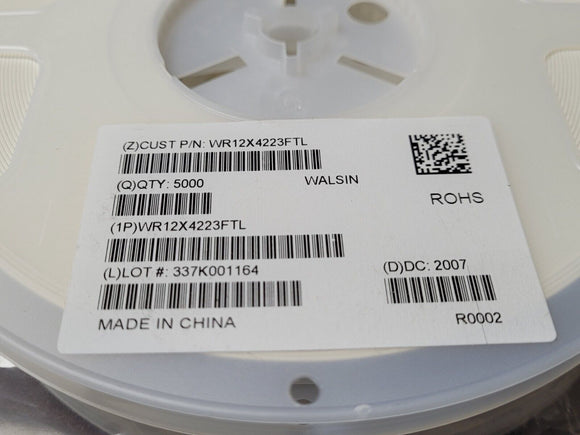 (Z)CUST P/N: WR12X4223FTL
(Q)QTY: 5000
WALSIN
ROHS
(1P)WR12X4223FTL
(L)LOT #: 337K001164
(D)DC: 2007
MADE IN CHINA
R0002